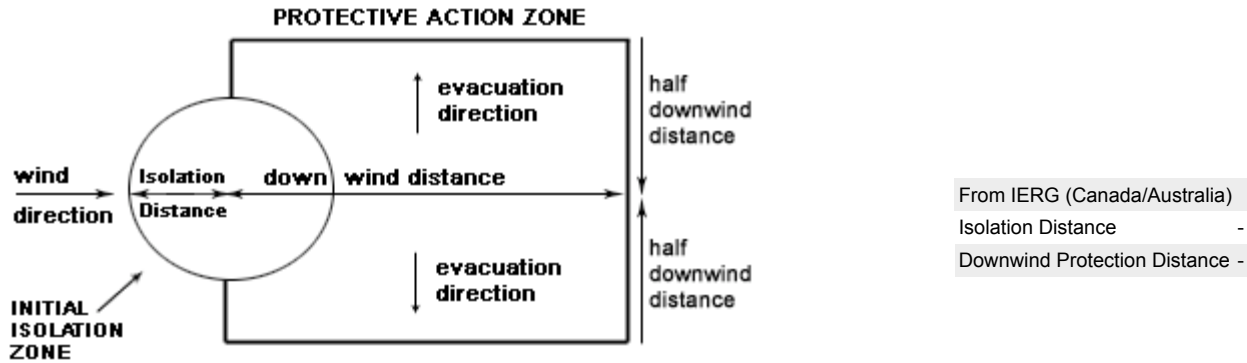 PROTECTIVE ACTION ZONE
evacuation
direction
half
downwind
distance
wind
direction
Isolation
Distance
down wind distance
evacuation
direction
half
downwind
distance
INITIAL
ISOLATION
ZONE
From IERG (Canada/Australia)
Isolation Distance -
Downwind Protection Distance -